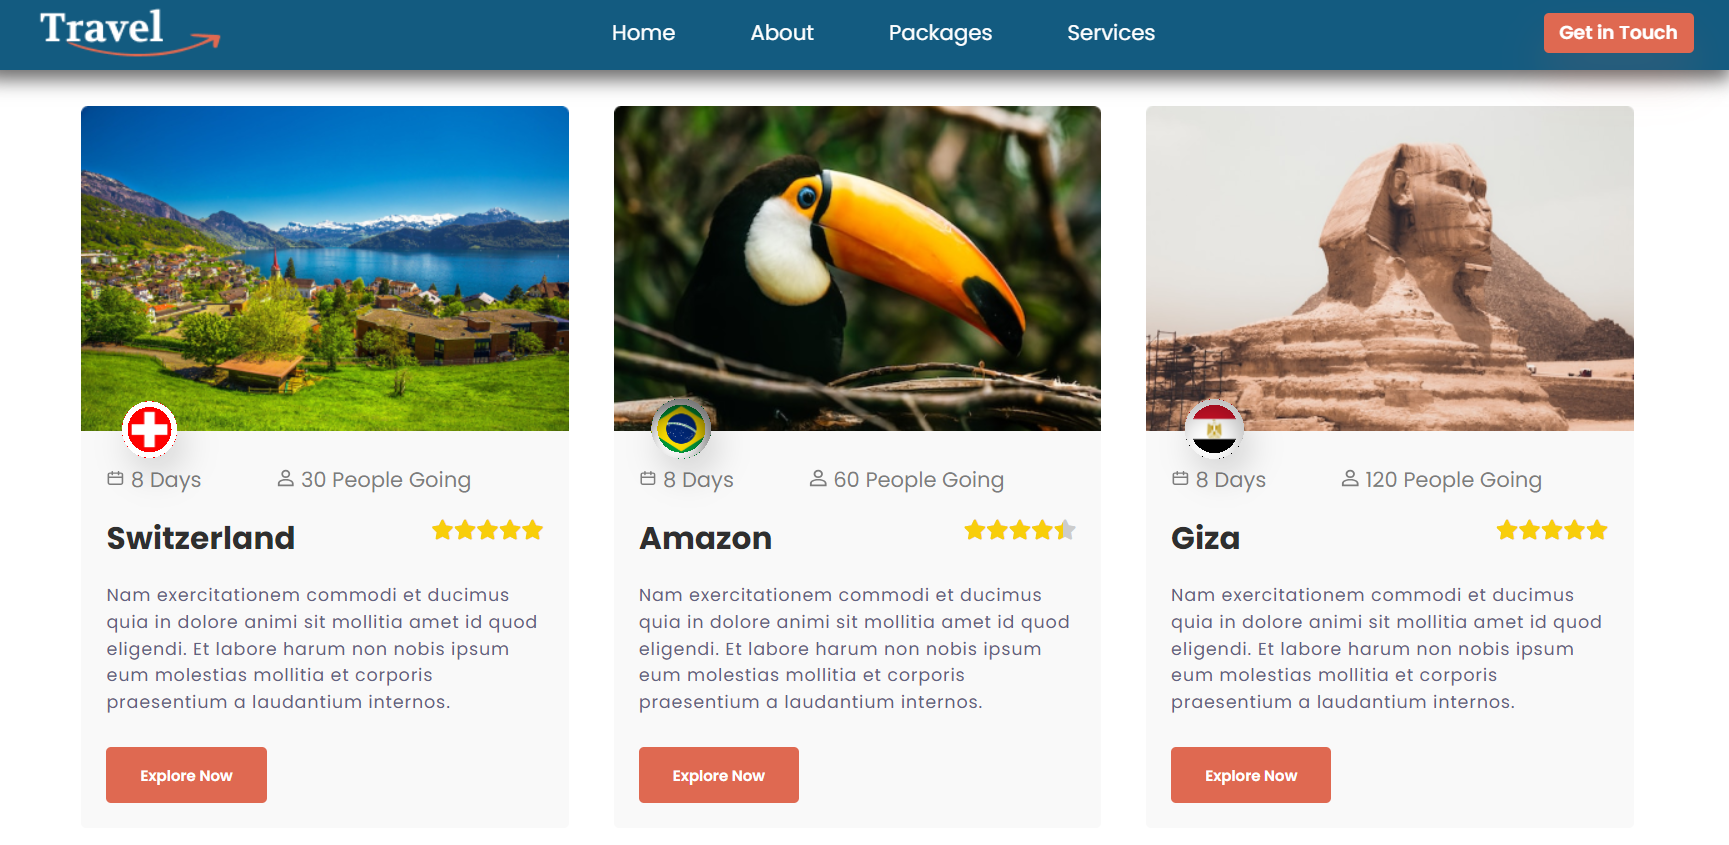 Travel
Home
About
Packages
Services
Get in Touch
8 Days
30 People Going
Switzerland
Nam exercitationem commodi et ducimus
quia in dolore animi sit mollitia amet id quod
eligendi. Et labore harum non nobis ipsum
eum molestias mollitia et corporis
praesentium a laudantium internos.
Explore Now
8 Days
60 People Going
Amazon
Nam exercitationem commodi et ducimus
quia in dolore animi sit mollitia amet id quod
eligendi. Et labore harum non nobis ipsum
eum molestias mollitia et corporis
praesentium a laudantium internos.
Explore Now
8 Days
120 People Going
Giza
Nam exercitationem commodi et ducimus
quia in dolore animi sit mollitia amet id quod
eligendi. Et labore harum non nobis ipsum
eum molestias mollitia et corporis
praesentium a laudantium internos.
Explore Now